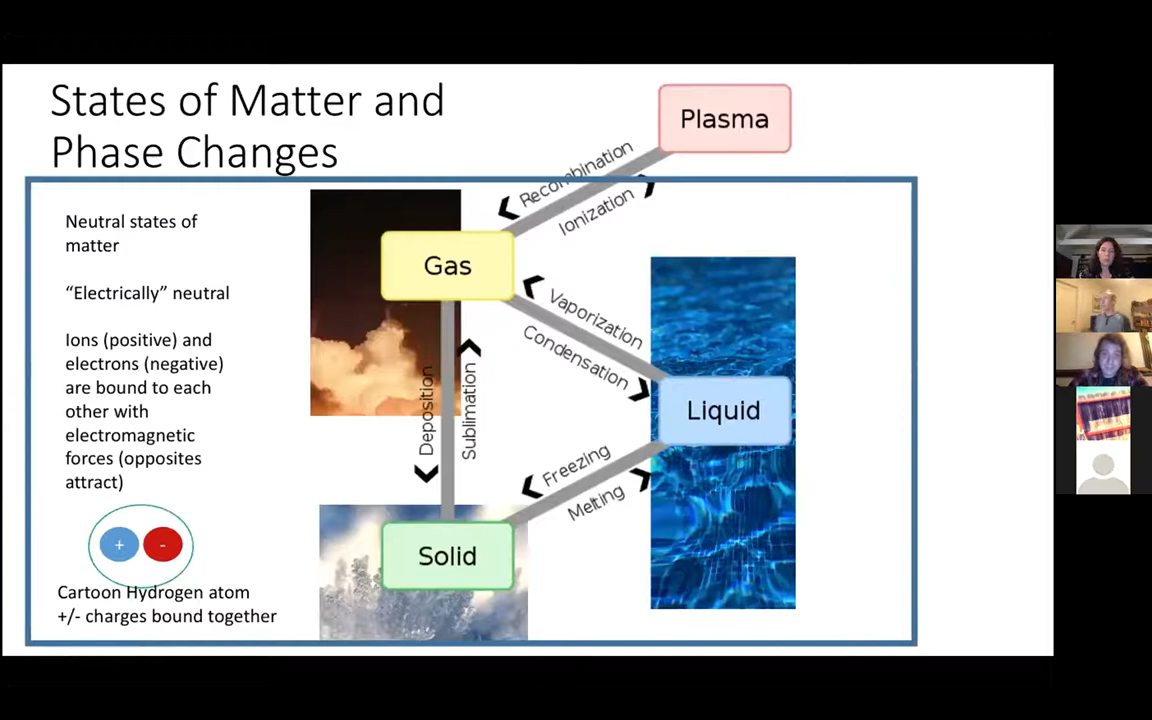 States of Matter and
Phase Changes
Plasma
Recombination
Ionization
Neutral states of
matter
“Electrically” neutral
Ions (positive) and
electrons (negative)
are bound to each
other with
electromagnetic
forces (opposites
attract)
+ -
Cartoon Hydrogen atom
+/- charges bound together
Gas
Vaporization
Condensation
Deposition
Sublimation
Liquid
Freezing
Melting
Solid